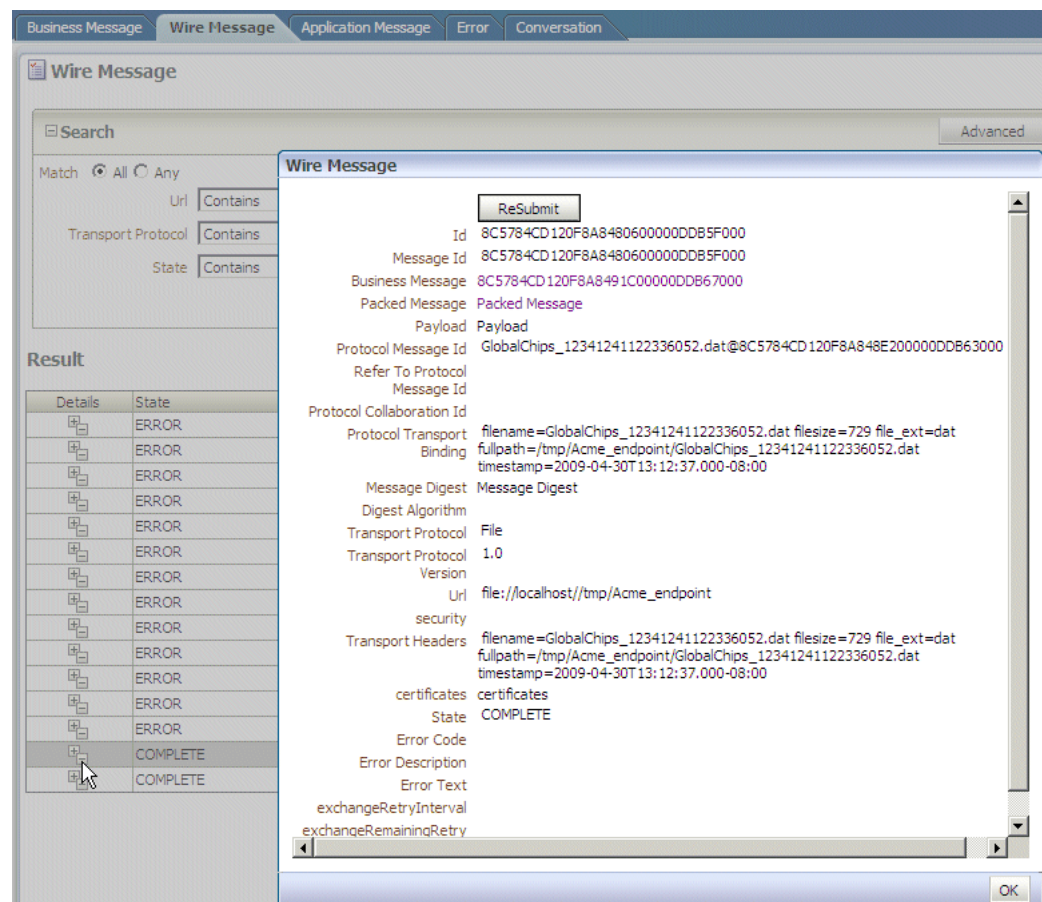 Business Message Wire Message Application Message Error Conversation
Wire Message
Search
Advanced
Match All Any
Url Contains
Transport Protocol Contains
State Contains
Result
Details State
ERROR
ERROR
ERROR
ERROR
ERROR
ERROR
ERROR
ERROR
ERROR
ERROR
ERROR
ERROR
ERROR
COMPLETE
COMPLETE
Wire Message
ReSubmit
Id 8C5784CD120F8A8480600000DDB5F000
Message Id 8C5784CD120F8A8480600000DDB5F000
Business Message 8C5784CD120F8A8491C00000DDB67000
Packed Message Packed Message
Payload Payload
Protocol Message Id GlobalChips_12341241122336052.dat@8C5784CD120F8A848E200000DDB63000
Refer To Protocol
Message Id
Protocol Collaboration Id
Protocol Transport filename=GlobalChips_12341241122336052.dat filesize=729 file_ext=dat
Binding fullpath=/tmp/Acme_endpoint/GlobalChips_12341241122336052.dat
timestamp=2009-04-30T13:12:37.000-08:00
Message Digest Message Digest
Digest Algorithm
Transport Protocol File
Transport Protocol 1.0
Version
Url file://localhost//tmp/Acme_endpoint
security
Transport Headers filename=GlobalChips_12341241122336052.dat filesize=729 file_ext=dat
fullpath=/tmp/Acme_endpoint/GlobalChips_12341241122336052.dat
timestamp=2009-04-30T13:12:37.000-08:00
certificates certificates
State COMPLETE
Error Code
Error Description
Error Text
exchangeRetryInterval
exchangeRemainingRetry
OK